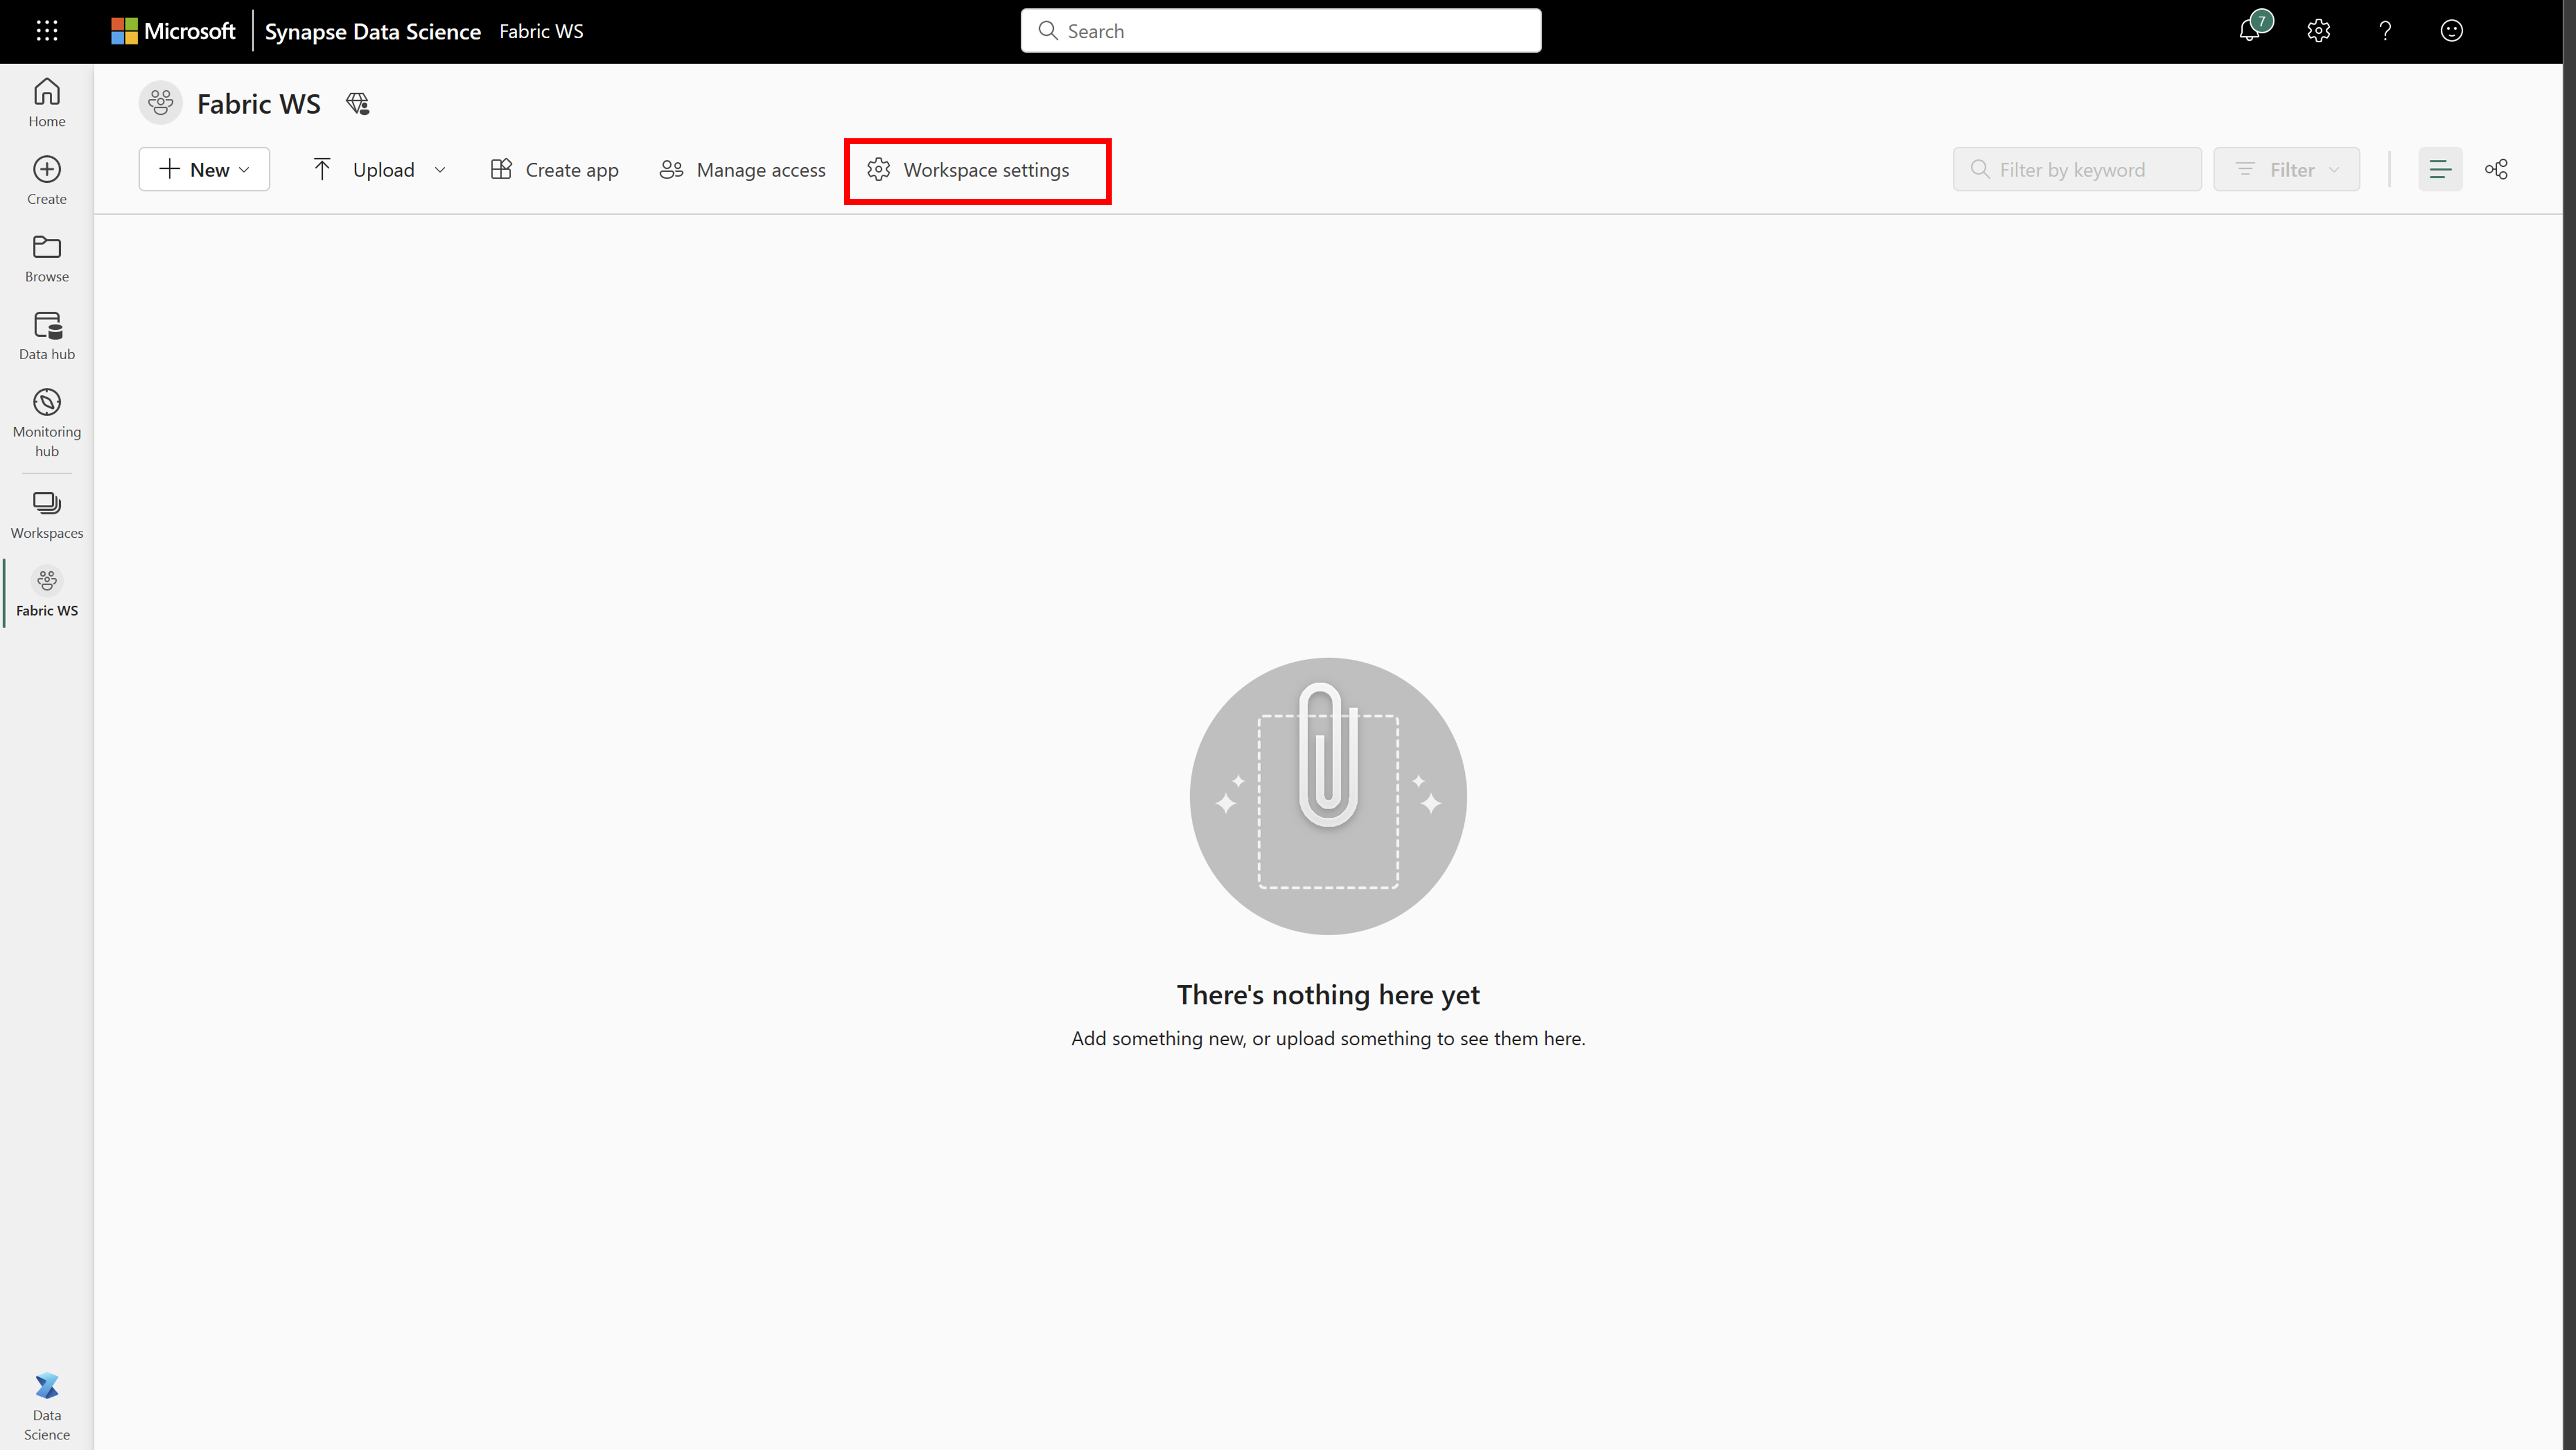 Microsoft Synapse Data Science Fabric WS Search 7
Home
Create
Browse
Data hub
Monitoring
hub
Workspaces
Fabric WS
Data
Science
Fabric WS
New Upload Create app Manage access Workspace settings Filter by keyword Filter
There's nothing here yet
Add something new, or upload something to see them here.